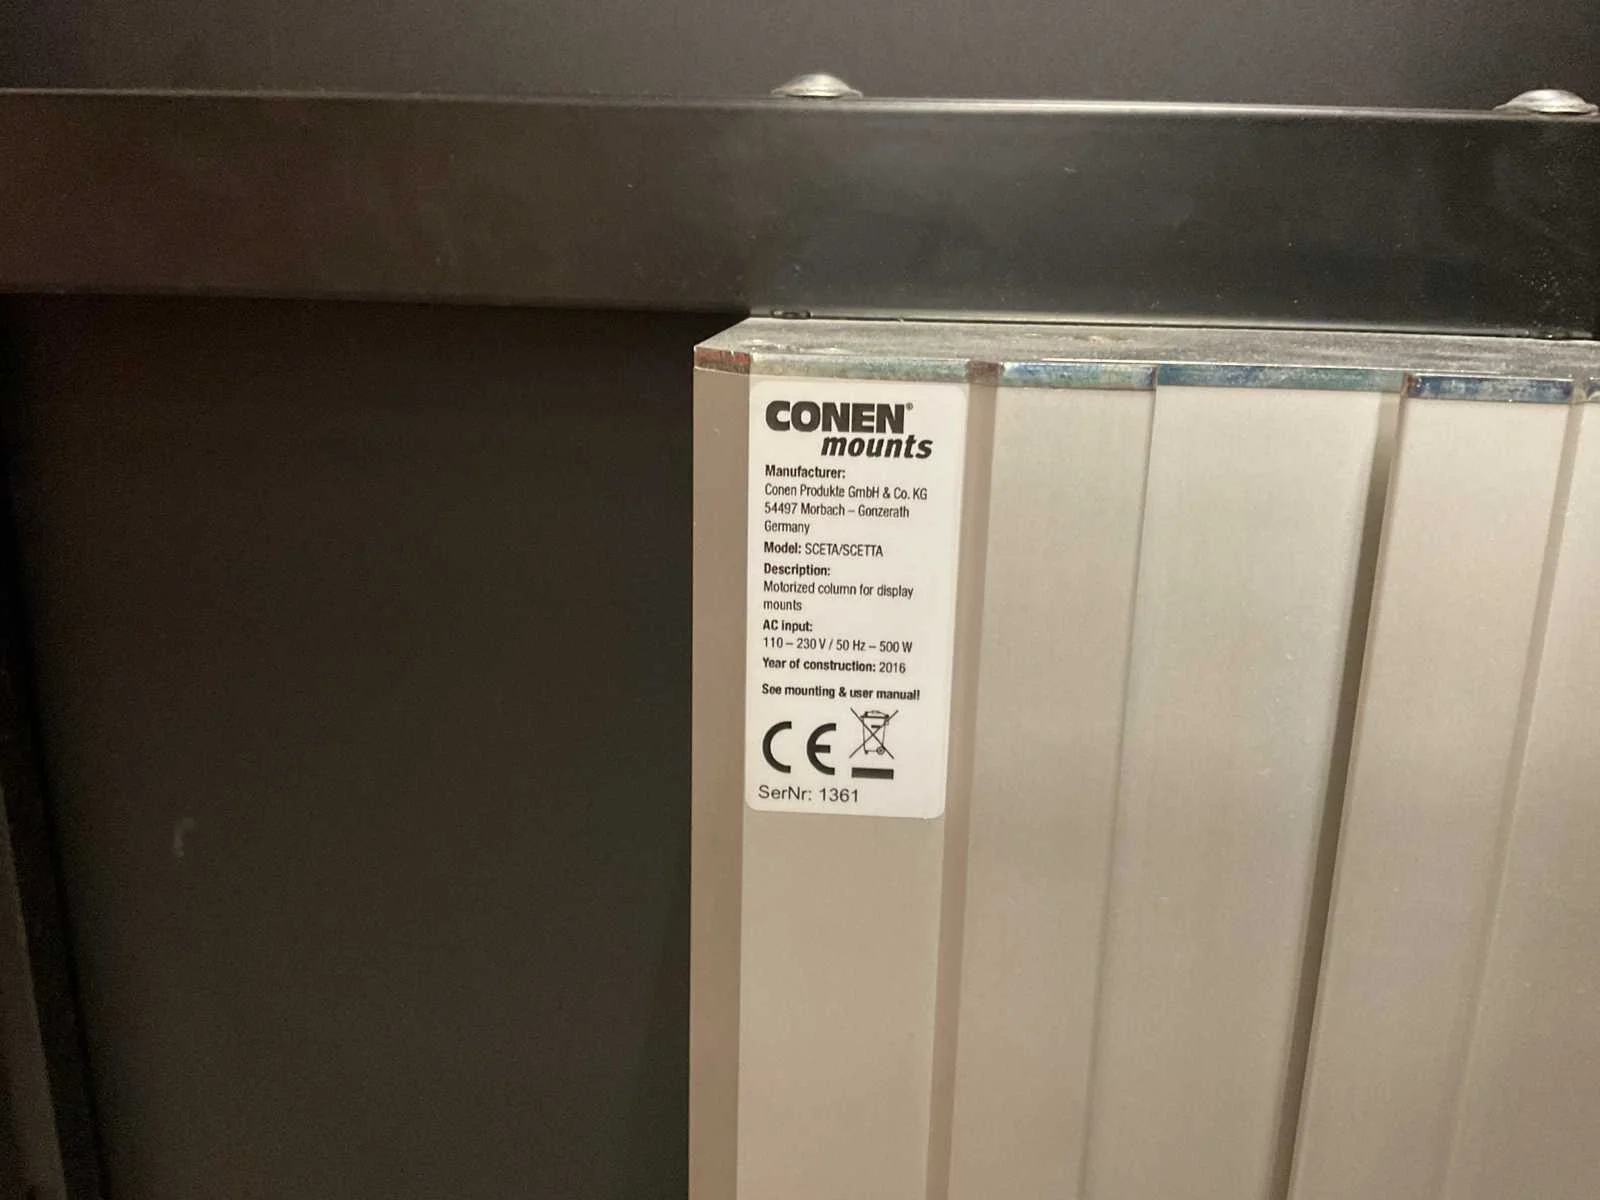 CONEN®
mounts
Manufacturer:
Conen Produkte GmbH & Co. KG
54497 Morbach – Gonzerath
Germany
Model: SCETA/SCETTA
Description:
Motorized column for display
mounts
AC input:
110 – 230 V / 50 Hz – 500 W
Year of construction: 2016
See mounting & user manual!
CE
SerNr: 1361